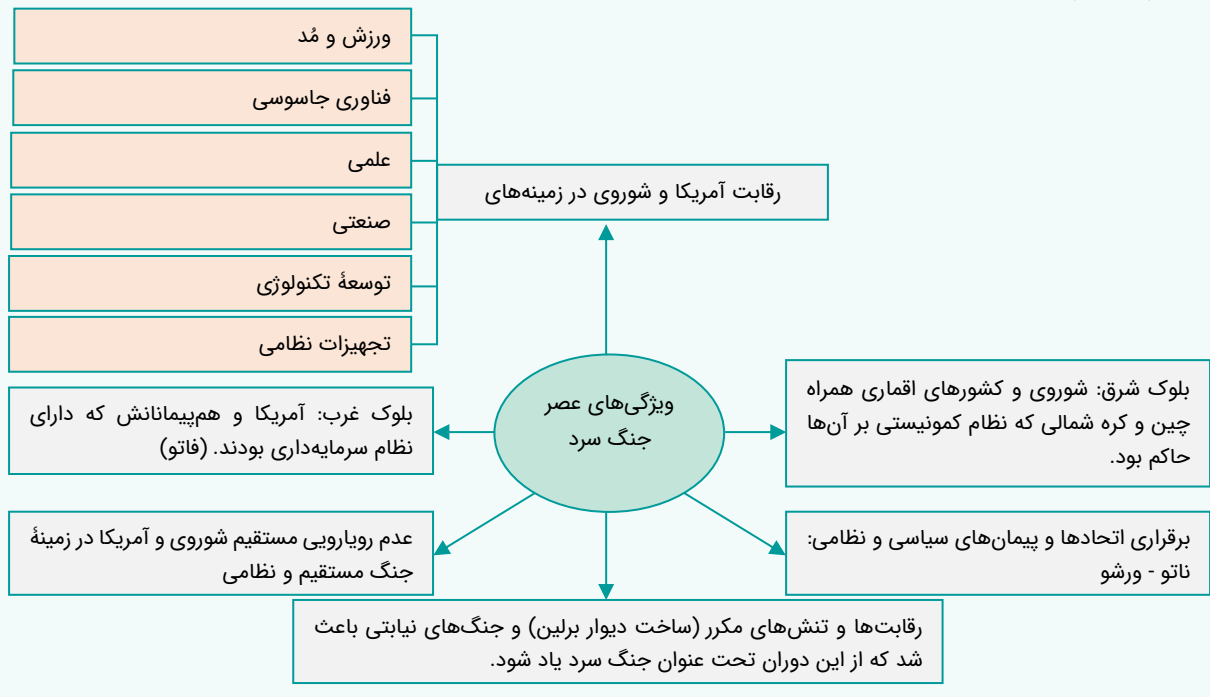 ورزش و مُد
فناوری جاسوسی
علمی
صنعتی
توسعهٔ تکنولوژی
تجهیزات نظامی
رقابت آمریکا و شوروی در زمینه‌های
ویژگی‌های عصر
جنگ سرد
بلوک شرق: شوروی و کشورهای اقماری همراه
چین و کره شمالی که نظام کمونیستی بر آن‌ها
حاکم بود.
بلوک غرب: آمریکا و هم‌پیمانانش که دارای
نظام سرمایه‌داری بودند. (فاتو)
برقراری اتحادها و پیمان‌های سیاسی و نظامی:
ناتو - ورشو
عدم رویارویی مستقیم شوروی و آمریکا در زمینهٔ
جنگ مستقیم و نظامی
رقابت‌ها و تنش‌های مکرر (ساخت دیوار برلین) و جنگ‌های نیابتی باعث
شد که از این دوران تحت عنوان جنگ سرد یاد شود.